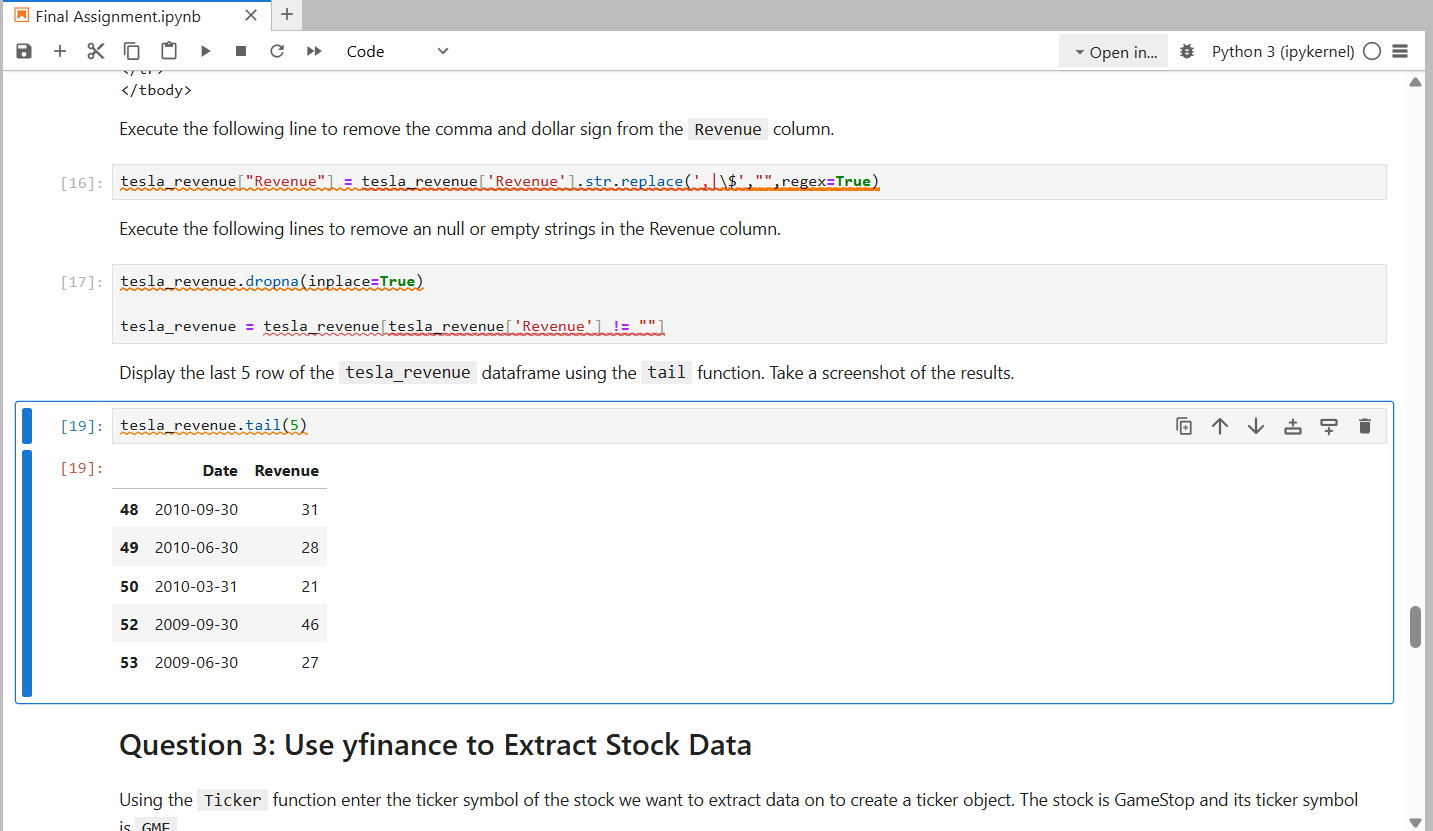 Final Assignment.ipynb
Code
Open in...
Python 3 (ipykernel)
</tr>
</tbody>
Execute the following line to remove the comma and dollar sign from the Revenue column.
[16]: tesla_revenue["Revenue"] = tesla_revenue['Revenue'].str.replace(',|\$',"",regex=True)
Execute the following lines to remove an null or empty strings in the Revenue column.
[17]: tesla_revenue.dropna(inplace=True)
tesla_revenue = tesla_revenue[tesla_revenue['Revenue'] != ""]
Display the last 5 row of the tesla_revenue dataframe using the tail function. Take a screenshot of the results.
[19]: tesla_revenue.tail(5)
[19]: Date Revenue
48 2010-09-30 31
49 2010-06-30 28
50 2010-03-31 21
52 2009-09-30 46
53 2009-06-30 27
Question 3: Use yfinance to Extract Stock Data
Using the Ticker function enter the ticker symbol of the stock we want to extract data on to create a ticker object. The stock is GameStop and its ticker symbol
is GME